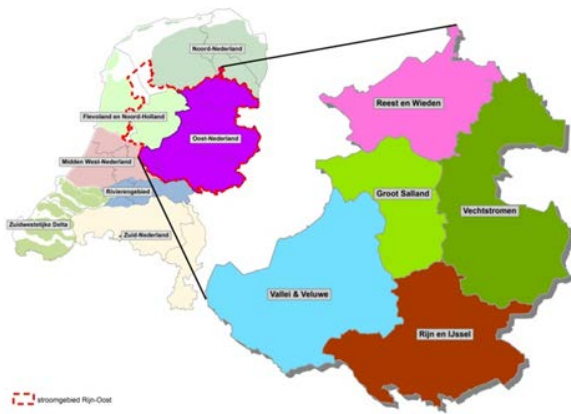 Noord-Nederland
Flevoland en Noord-Holland
Oost-Nederland
Midden West-Nederland
Rivierengebied
Zuidwestelijke Delta
Zuid-Nederland
Reest en Wieden
Groot Salland
Vechtstromen
Vallei & Veluwe
Rijn en IJssel
stroomgebied Rijn-Oost